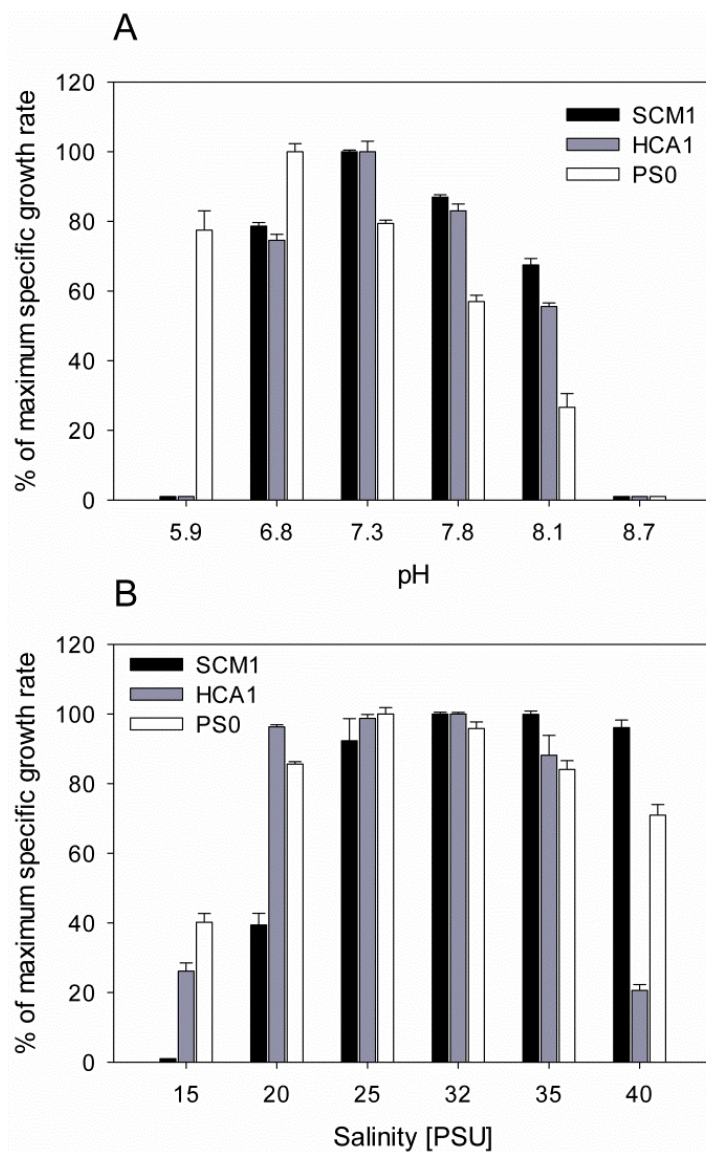 A
% of maximum specific growth rate
120
100
80
60
40
20
0
SCM1
HCA1
PS0
5.9 6.8 7.3 7.8 8.1 8.7
pH
B
% of maximum specific growth rate
120
100
80
60
40
20
0
SCM1
HCA1
PS0
15 20 25 32 35 40
Salinity [PSU]